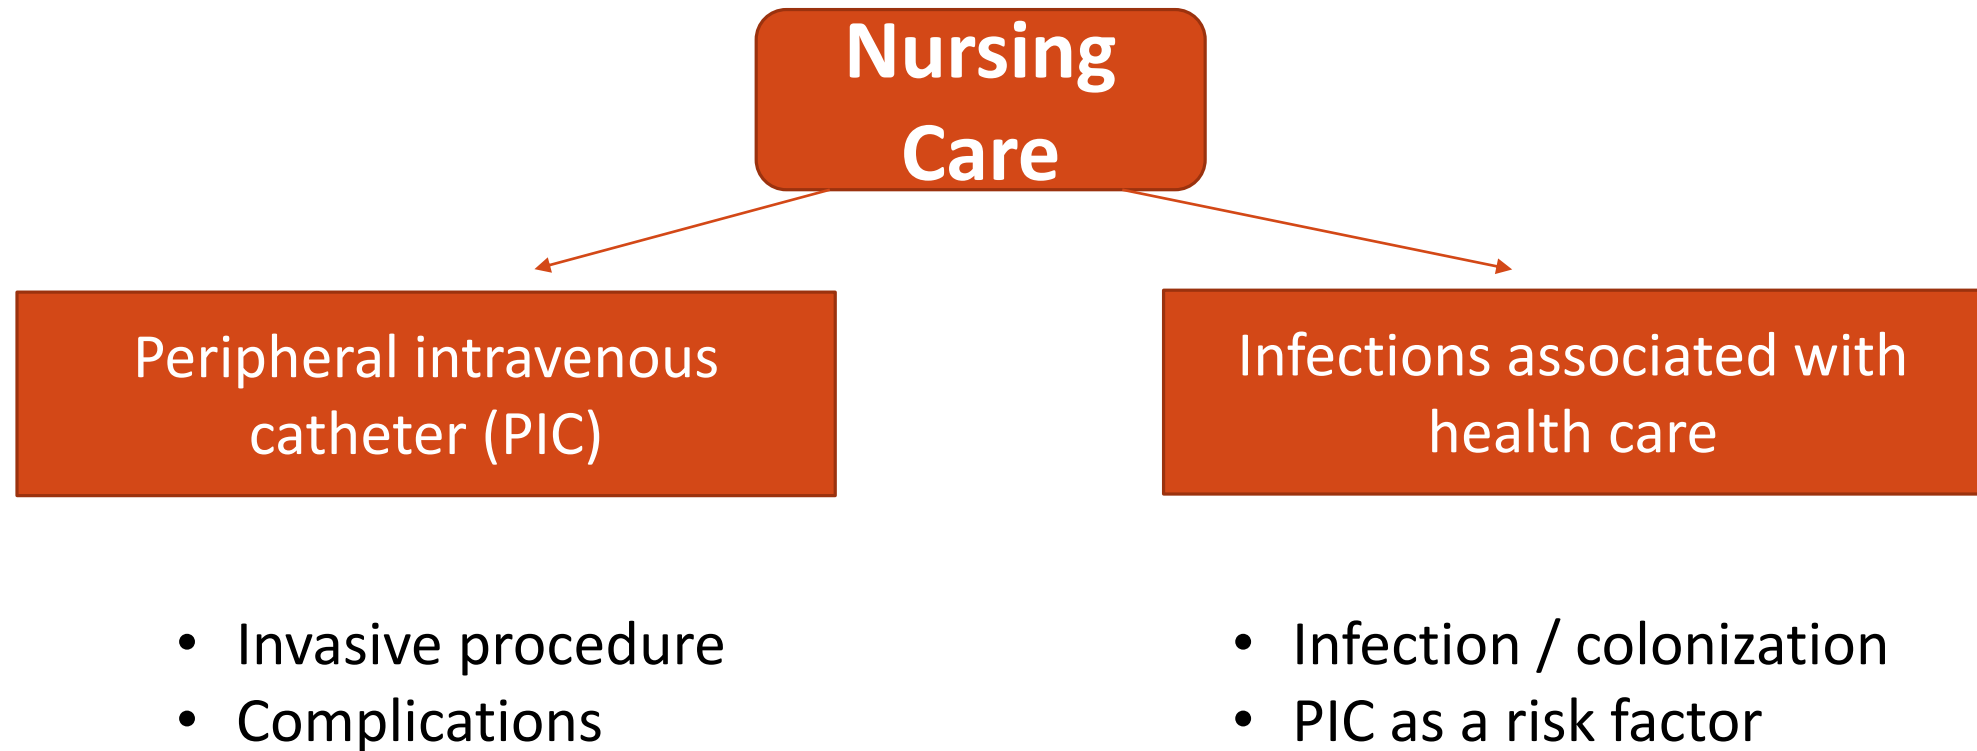 Nursing
Care
Peripheral intravenous
catheter (PIC)
Infections associated with
health care
• Invasive procedure
• Complications
• Infection / colonization
• PIC as a risk factor